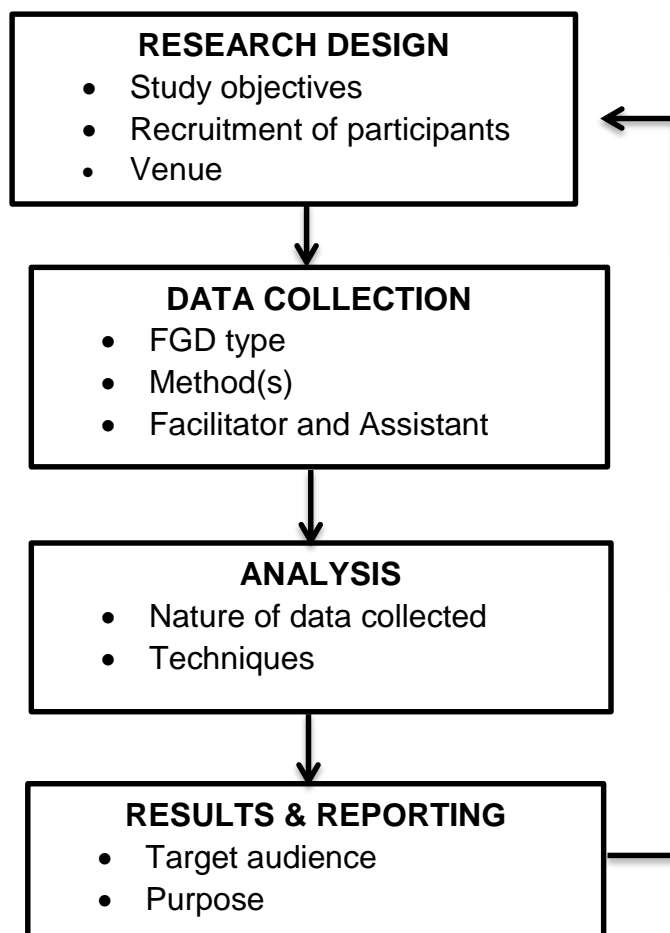 RESEARCH DESIGN
• Study objectives
• Recruitment of participants
• Venue
DATA COLLECTION
• FGD type
• Method(s)
• Facilitator and Assistant
ANALYSIS
• Nature of data collected
• Techniques
RESULTS & REPORTING
• Target audience
• Purpose